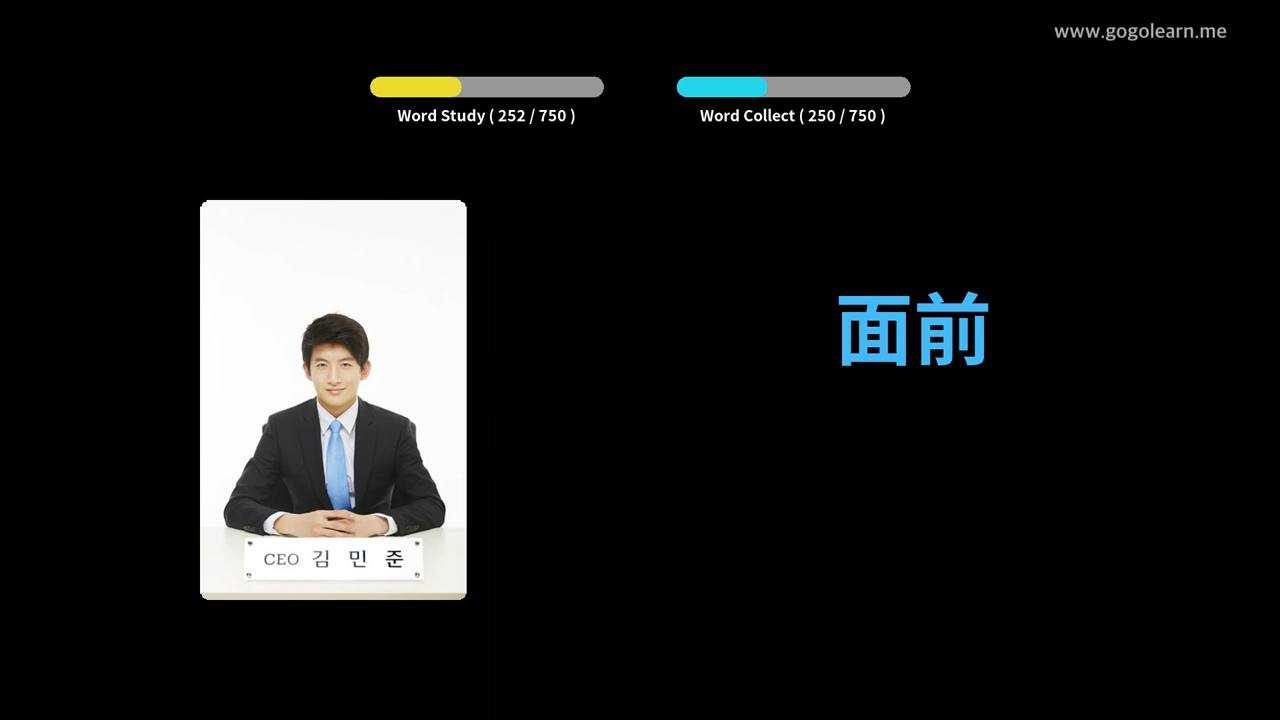 www.gogolearn.me
Word Study ( 252 / 750 )
Word Collect ( 250 / 750 )
面前
CEO 김 민 준